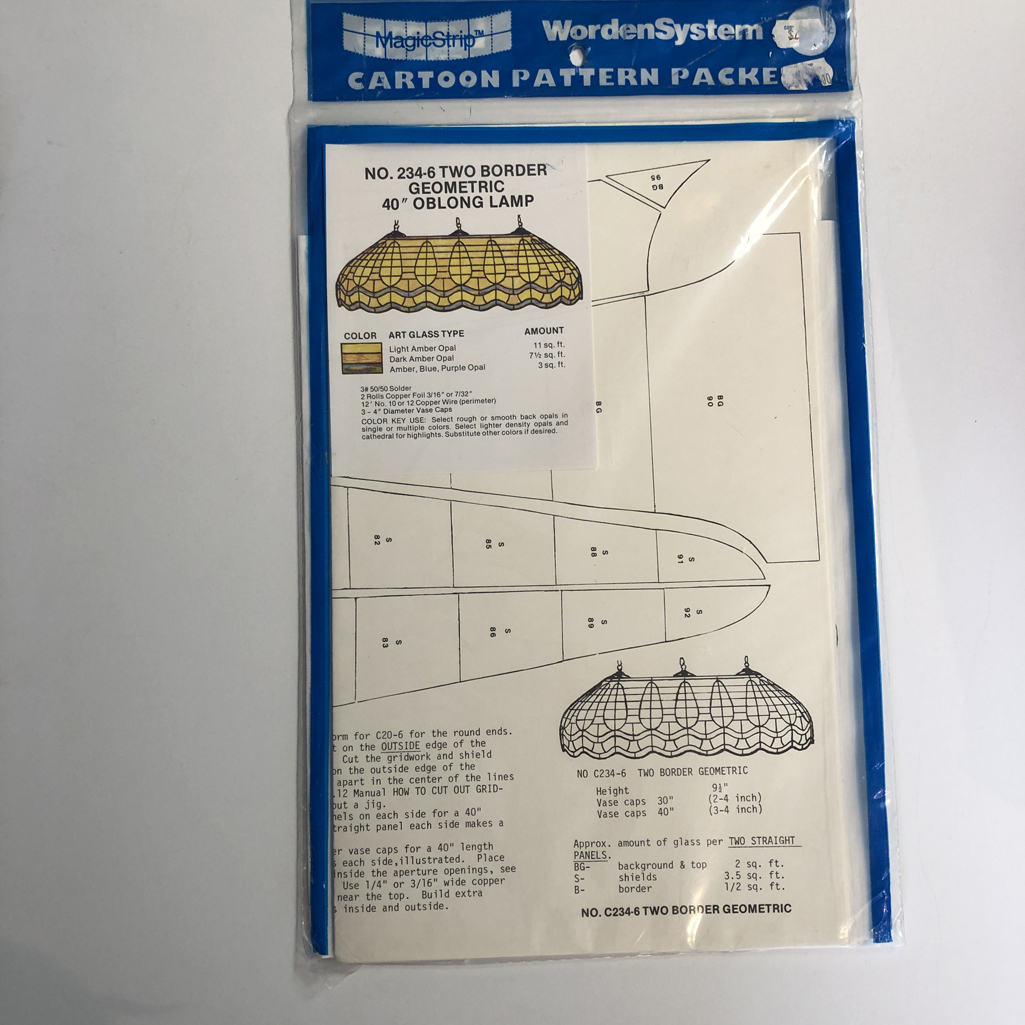 MagicStrip™
WordenSystem
CARTOON PATTERN PACKE
NO. 234-6 TWO BORDER
GEOMETRIC
40" OBLONG LAMP
COLOR ART GLASS TYPE AMOUNT
Light Amber Opal 11 sq. ft.
Dark Amber Opal 7½ sq. ft.
Amber, Blue, Purple Opal 3 sq. ft.
3# 50/50 Solder
2 Rolls Copper Foil 3/16" or 7/32"
12' No. 10 or 12 Copper Wire (perimeter)
3 - 4" Diameter Vase Caps
COLOR KEY USE: Select rough or smooth back opals in
single or multiple colors. Select lighter density opals and
cathedral for highlights. Substitute other colors if desired.
BG
95
BG
BG
90
S
82
S
85
S
88
S
91
S
83
S
86
S
89
S
92
orm for C20-6 for the round ends.
t on the OUTSIDE edge of the
Cut the gridwork and shield
on the outside edge of the
apart in the center of the lines
.12 Manual HOW TO CUT OUT GRID-
out a jig.
nels on each side for a 40"
traight panel each side makes a
er vase caps for a 40" length
s each side,illustrated. Place
inside the aperture openings, see
Use 1/4" or 3/16" wide copper
near the top. Build extra
s inside and outside.
NO C234-6 TWO BORDER GEOMETRIC
Height 9½"
Vase caps 30" (2-4 inch)
Vase caps 40" (3-4 inch)
Approx. amount of glass per TWO STRAIGHT
PANELS.
BG- background & top 2 sq. ft.
S- shields 3.5 sq. ft.
B- border 1/2 sq. ft.
NO. C234-6 TWO BORDER GEOMETRIC